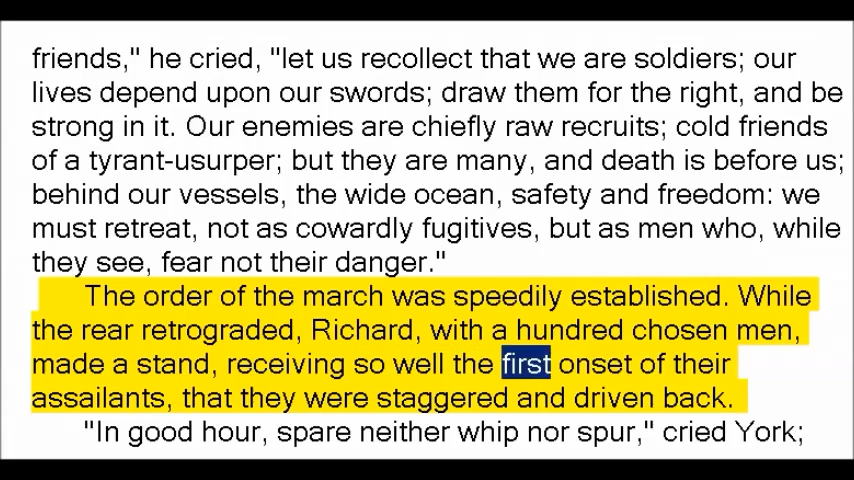 friends," he cried, "let us recollect that we are soldiers; our
lives depend upon our swords; draw them for the right, and be
strong in it. Our enemies are chiefly raw recruits; cold friends
of a tyrant-usurper; but they are many, and death is before us;
behind our vessels, the wide ocean, safety and freedom: we
must retreat, not as cowardly fugitives, but as men who, while
they see, fear not their danger."
The order of the march was speedily established. While
the rear retrograded, Richard, with a hundred chosen men,
made a stand, receiving so well the first onset of their
assailants, that they were staggered and driven back.
"In good hour, spare neither whip nor spur," cried York;